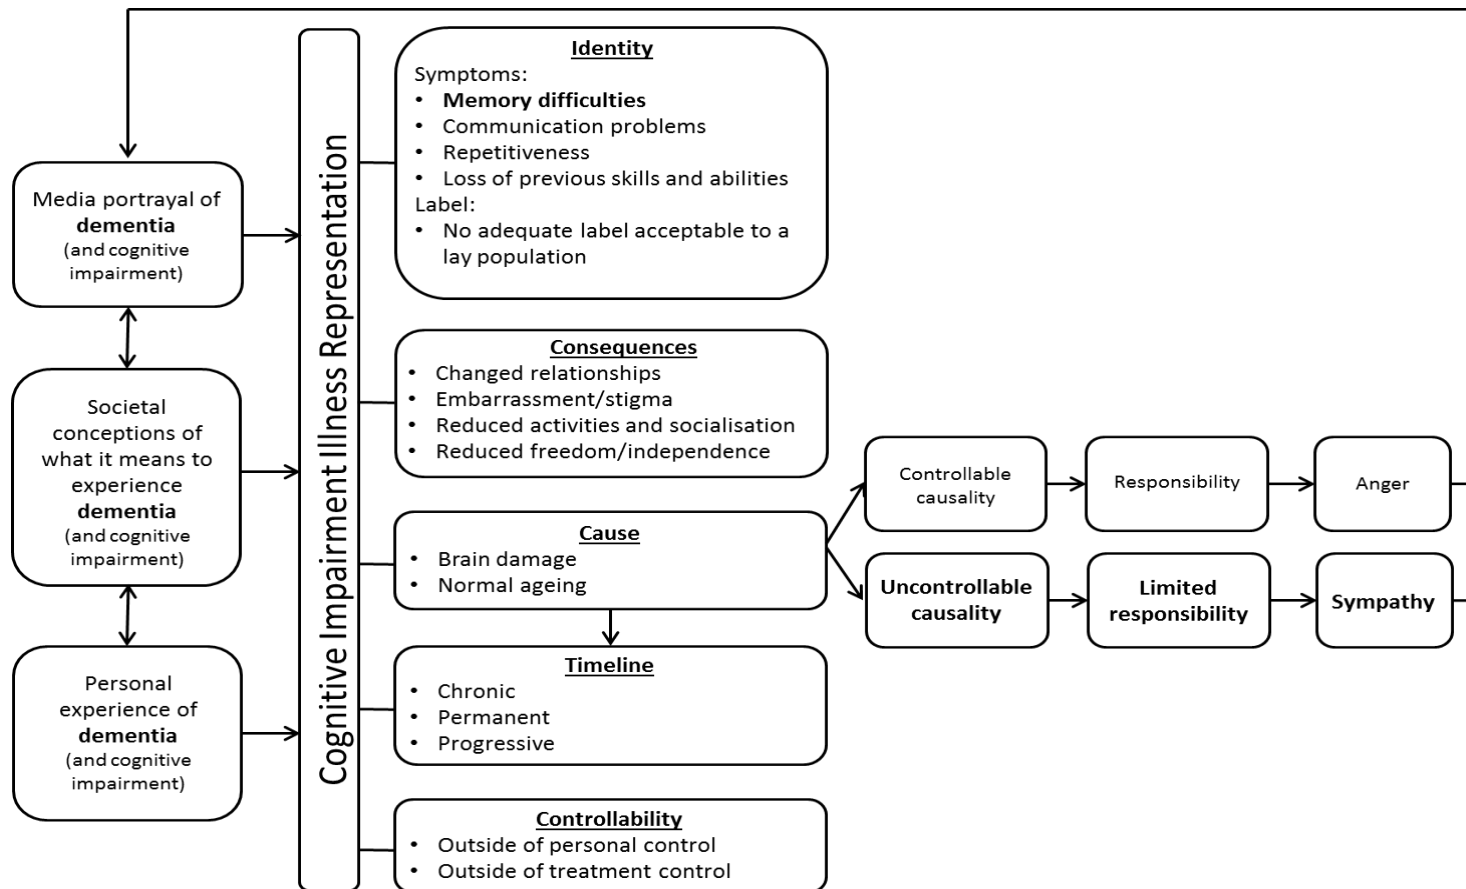 Media portrayal of
dementia
(and cognitive
impairment)
Societal
conceptions of
what it means to
experience
dementia
(and cognitive
impairment)
Personal
experience of
dementia
(and cognitive
impairment)
Cognitive Impairment Illness Representation
Identity
Symptoms:
• Memory difficulties
• Communication problems
• Repetitiveness
• Loss of previous skills and abilities
Label:
• No adequate label acceptable to a
lay population
Consequences
• Changed relationships
• Embarrassment/stigma
• Reduced activities and socialisation
• Reduced freedom/independence
Cause
• Brain damage
• Normal ageing
Timeline
• Chronic
• Permanent
• Progressive
Controllability
• Outside of personal control
• Outside of treatment control
Controllable
causality
Responsibility
Anger
Uncontrollable
causality
Limited
responsibility
Sympathy